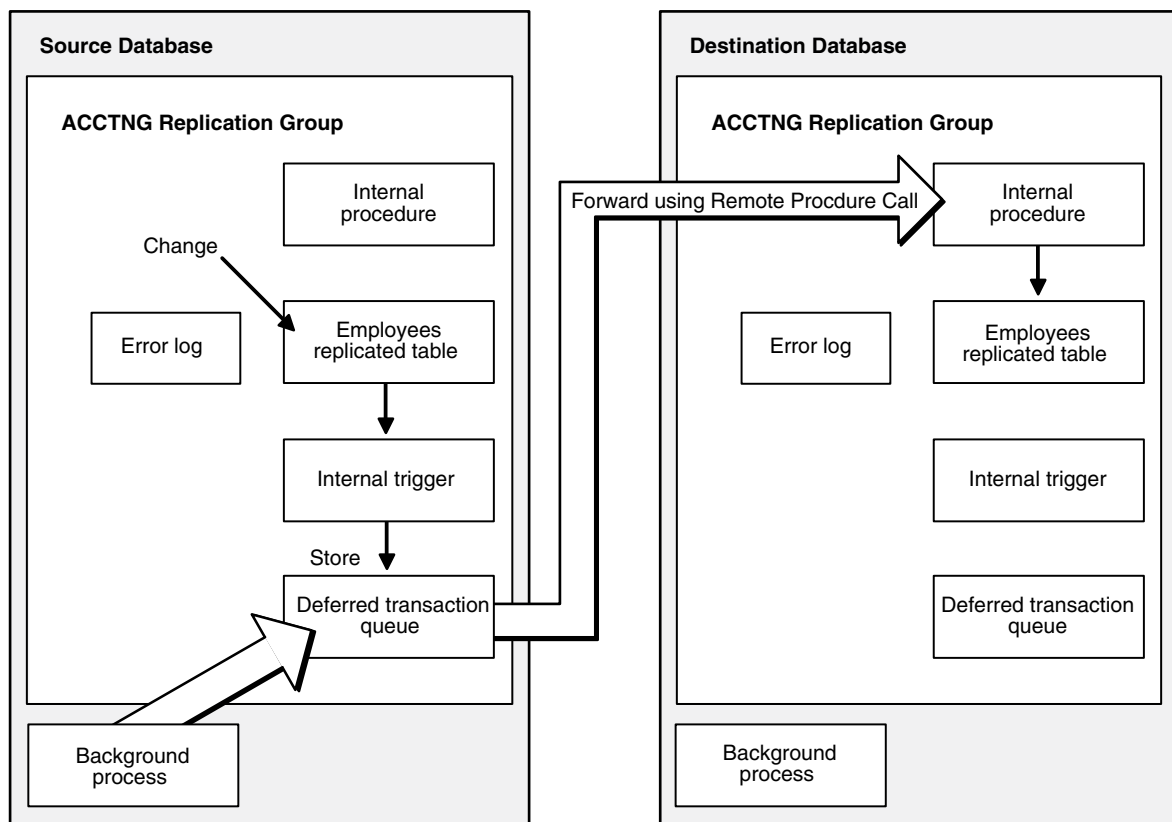 Source Database
ACCTNG Replication Group
Internal
procedure
Change
Error log
Employees
replicated table
Internal trigger
Store
Deferred transaction
queue
Background
process
Forward using Remote Procdure Call
Destination Database
ACCTNG Replication Group
Internal
procedure
Error log
Employees
replicated table
Internal trigger
Deferred transaction
queue
Background
process